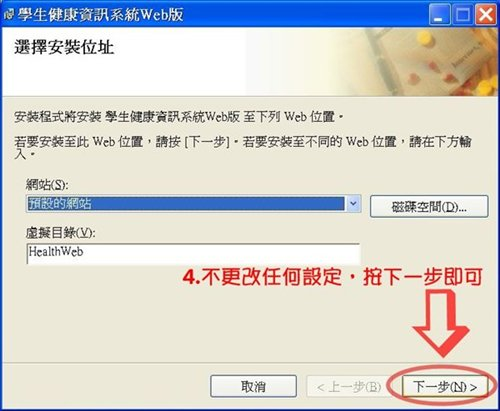 學生健康資訊系統Web版
選擇安裝位址
安裝程式將安裝 學生健康資訊系統Web版 至下列 Web 位置。
若要安裝至此 Web 位置，請按 [下一步]。若要安裝至不同的 Web 位置，請在下方輸
入。
網站(S):
預設的網站
磁碟空間(D)...
虛擬目錄(V):
HealthWeb
4.不更改任何設定，按下一步即可
取消
< 上一步(B)
下一步(N) >